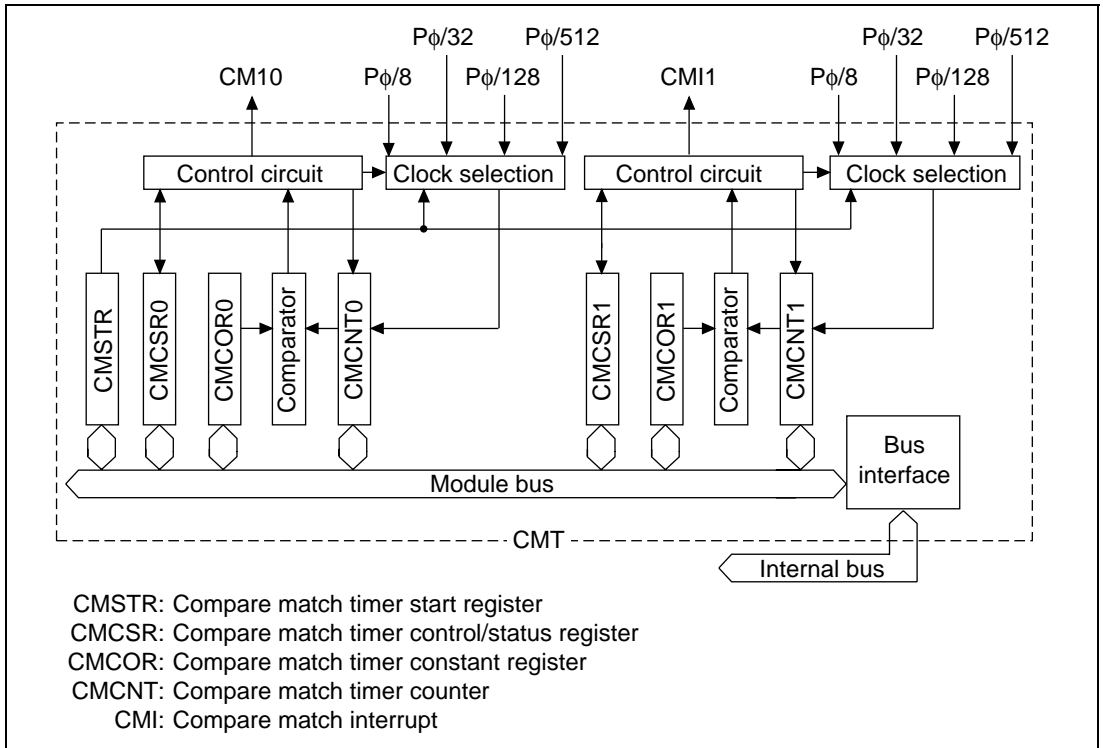 Pϕ/32 Pϕ/512 Pϕ/32 Pϕ/512
CM10 Pϕ/8 Pϕ/128 CMI1 Pϕ/8 Pϕ/128
Control circuit Clock selection Control circuit Clock selection
CMSTR
CMCSR0
CMCOR0
Comparator
CMCNT0
CMCSR1
CMCOR1
Comparator
CMCNT1
Bus
interface
Module bus
CMT
Internal bus
CMSTR: Compare match timer start register
CMCSR: Compare match timer control/status register
CMCOR: Compare match timer constant register
CMCNT: Compare match timer counter
CMI: Compare match interrupt